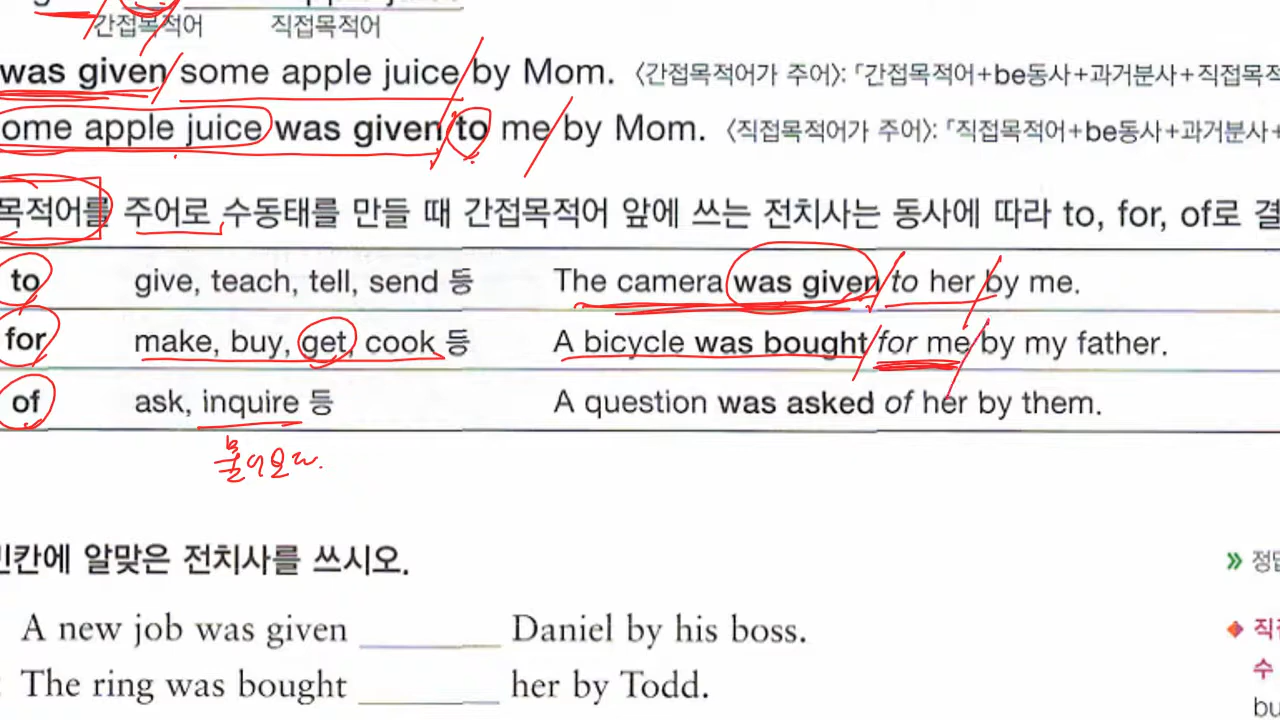 간접목적어 직접목적어
was given some apple juice by Mom. 〈간접목적어가 주어〉: 「간접목적어+be동사+과거분사+직접목적
ome apple juice was given to me by Mom. 〈직접목적어가 주어〉: 「직접목적어+be동사+과거분사+
목적어를 주어로 수동태를 만들 때 간접목적어 앞에 쓰는 전치사는 동사에 따라 to, for, of로 결
to give, teach, tell, send 등 The camera was given to her by me.
for make, buy, get, cook 등 A bicycle was bought for me by my father.
of ask, inquire 등 A question was asked of her by them.
빈칸에 알맞은 전치사를 쓰시오.
» 정답
A new job was given ______ Daniel by his boss.
직접
The ring was bought ______ her by Todd.
수
bu